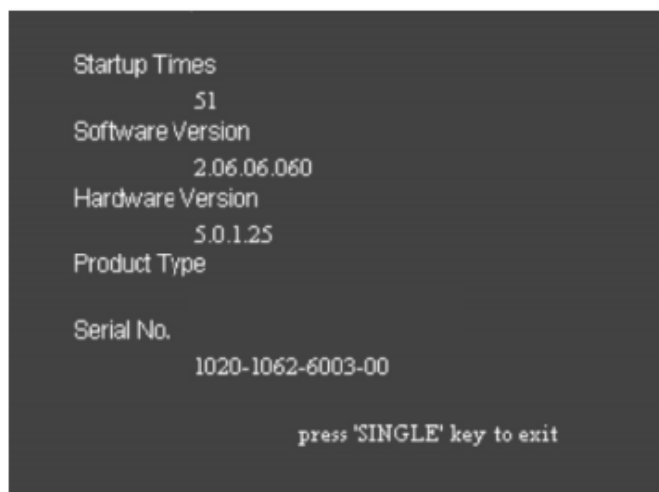 Startup Times
51
Software Version
2.06.06.060
Hardware Version
5.0.1.25
Product Type
Serial No.
1020-1062-6003-00
press 'SINGLE' key to exit